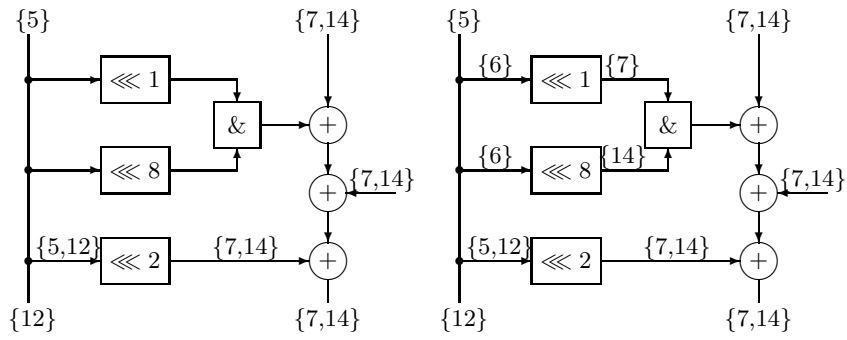 {5} {7,14} {5} {7,14}
⋘ 1 {6} ⋘ 1 {7}
& + & +
⋘ 8 {6} ⋘ 8 {14}
+ {7,14} + {7,14}
{5,12} ⋘ 2 {7,14} + {5,12} ⋘ 2 {7,14} +
{12} {7,14} {12} {7,14}